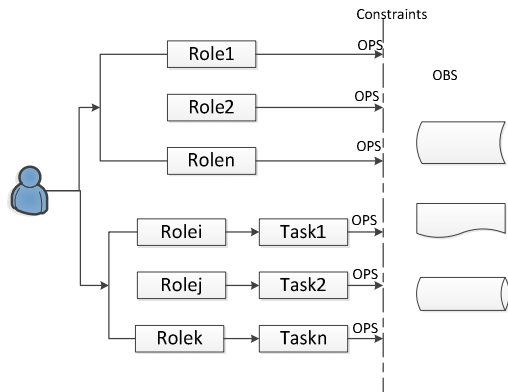 Constraints
Role1
OPS
OBS
Role2
OPS
Rolen
OPS
Rolei
Task1
OPS
Rolej
Task2
OPS
Rolek
Taskn
OPS